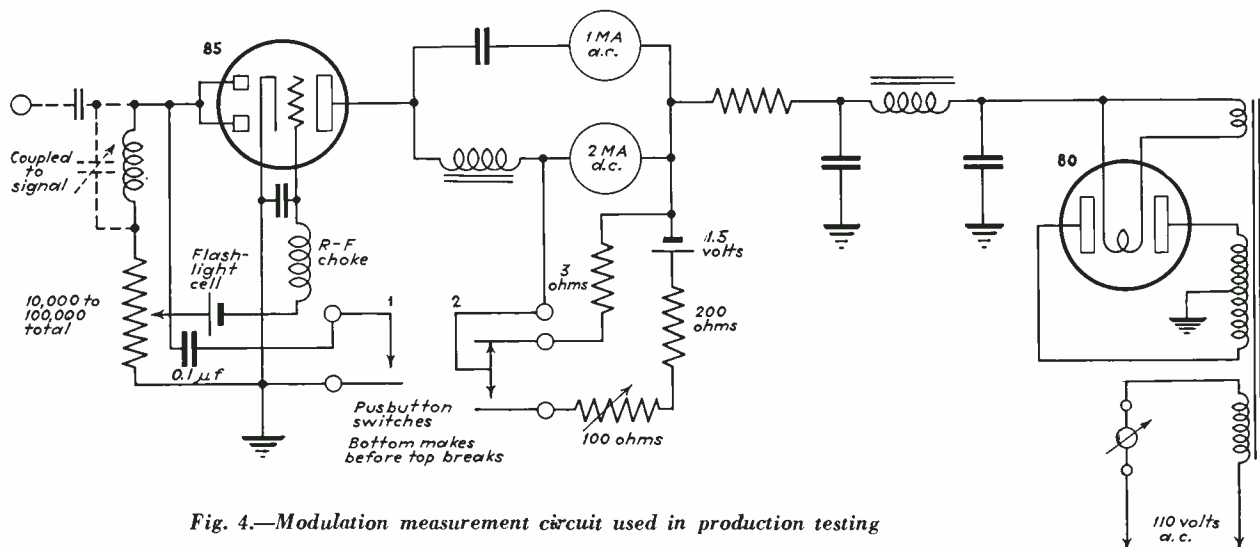 85
1 MA
a.c.
Coupled
to
signal
2 MA
d.c.
80
R-F
choke
Flash-
light
cell
10,000 to
100,000
total
0.1 μf
1
2
3
ohms
1.5
volts
200
ohms
100 ohms
Pusbutton
switches
Bottom makes
before top breaks
110 volts
a.c.
Fig. 4.—Modulation measurement circuit used in production testing